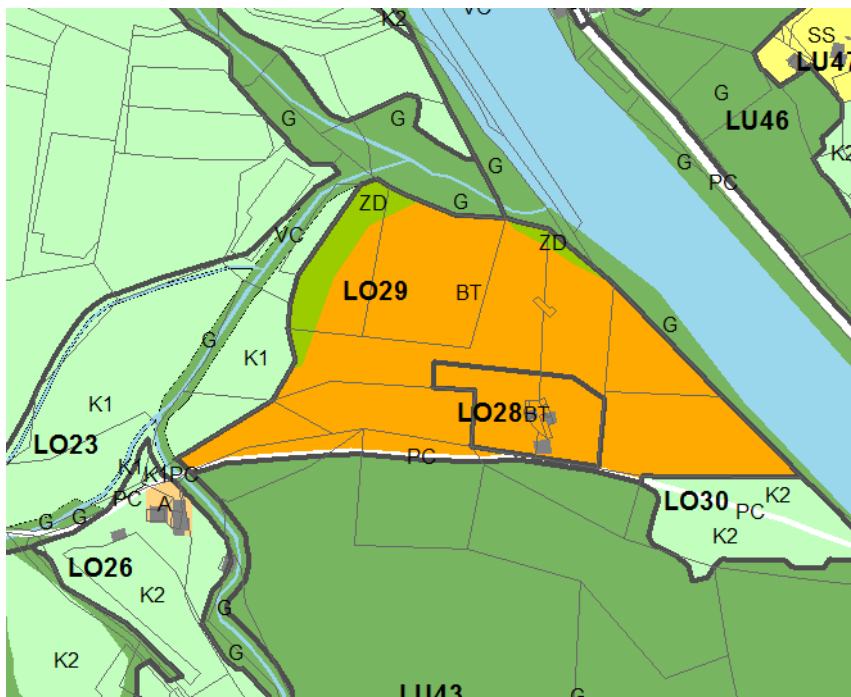 VC
K2
SS
LU47
G
LU46
K2
G
G
G
G
PC
ZD
G
VC
ZD
LO29
BT
G
G
K1
K1
LO28
BT
LO23
PC
K1
K1
PC
PC
LO30
K2
PC
K2
A
G
G
LO26
K2
G
K2
G
LU43
G